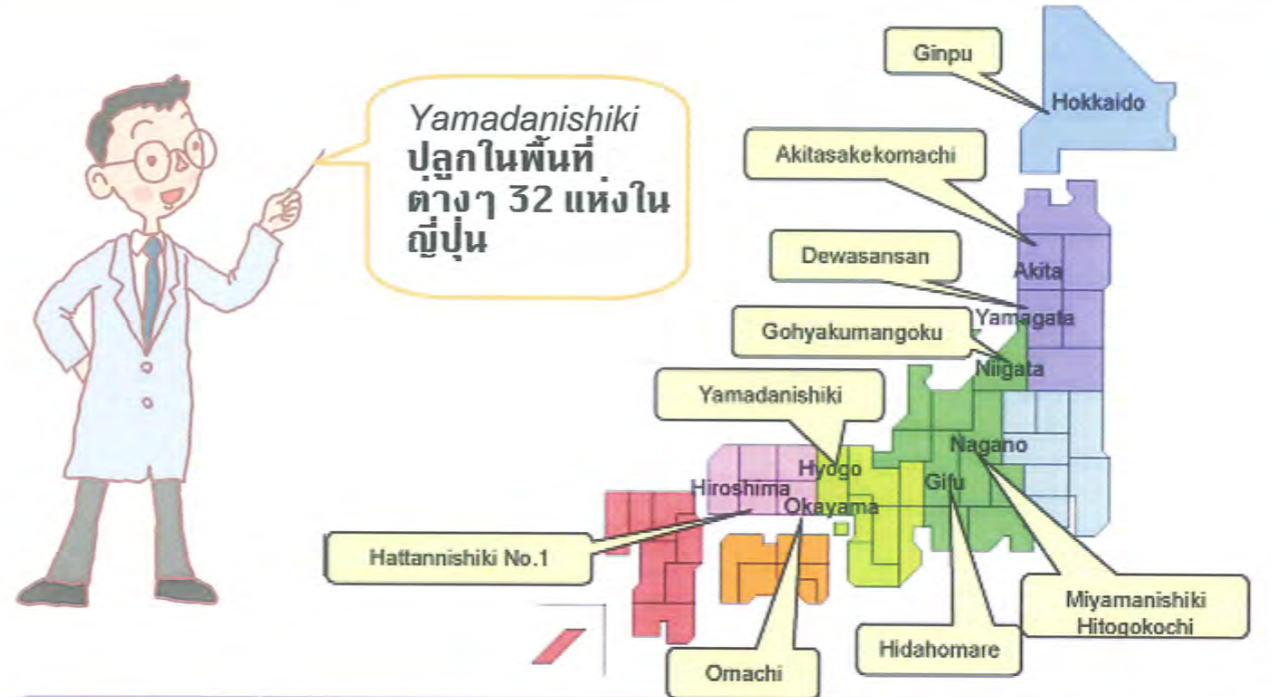 Ginpu
Hokkaido
Yamadanishiki
ปลูกในพื้นที่
ต่างๆ 32 แห่งใน
ญี่ปุ่น
Akitasakekomachi
Dewasansan
Akita
Yamagata
Gohyakumangoku
Niigata
Yamadanishiki
Nagano
Hyogo
Gifu
Hiroshima
Okayama
Hattannishiki No.1
Miyamanishiki
Hitogokochi
Hidahomare
Omachi